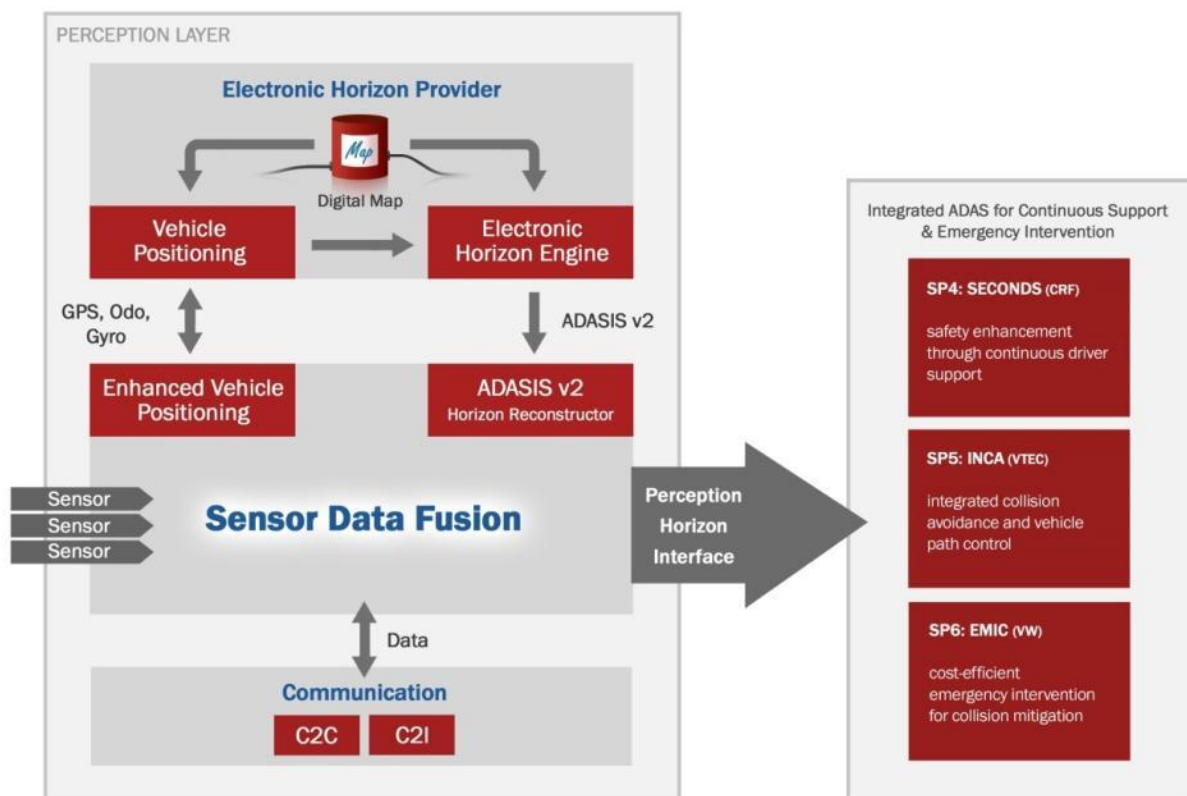 PERCEPTION LAYER
Electronic Horizon Provider
Map
Digital Map
Vehicle
Positioning
Electronic
Horizon Engine
GPS, Odo,
Gyro
ADASIS v2
Enhanced Vehicle
Positioning
ADASIS v2
Horizon Reconstructor
Sensor
Sensor
Sensor
Sensor Data Fusion
Perception
Horizon
Interface
Data
Communication
C2C
C2I
Integrated ADAS for Continuous Support
& Emergency Intervention
SP4: SECONDS (CRF)
safety enhancement
through continuous driver
support
SP5: INCA (VTEC)
integrated collision
avoidance and vehicle
path control
SP6: EMIC (VW)
cost-efficient
emergency intervention
for collision mitigation